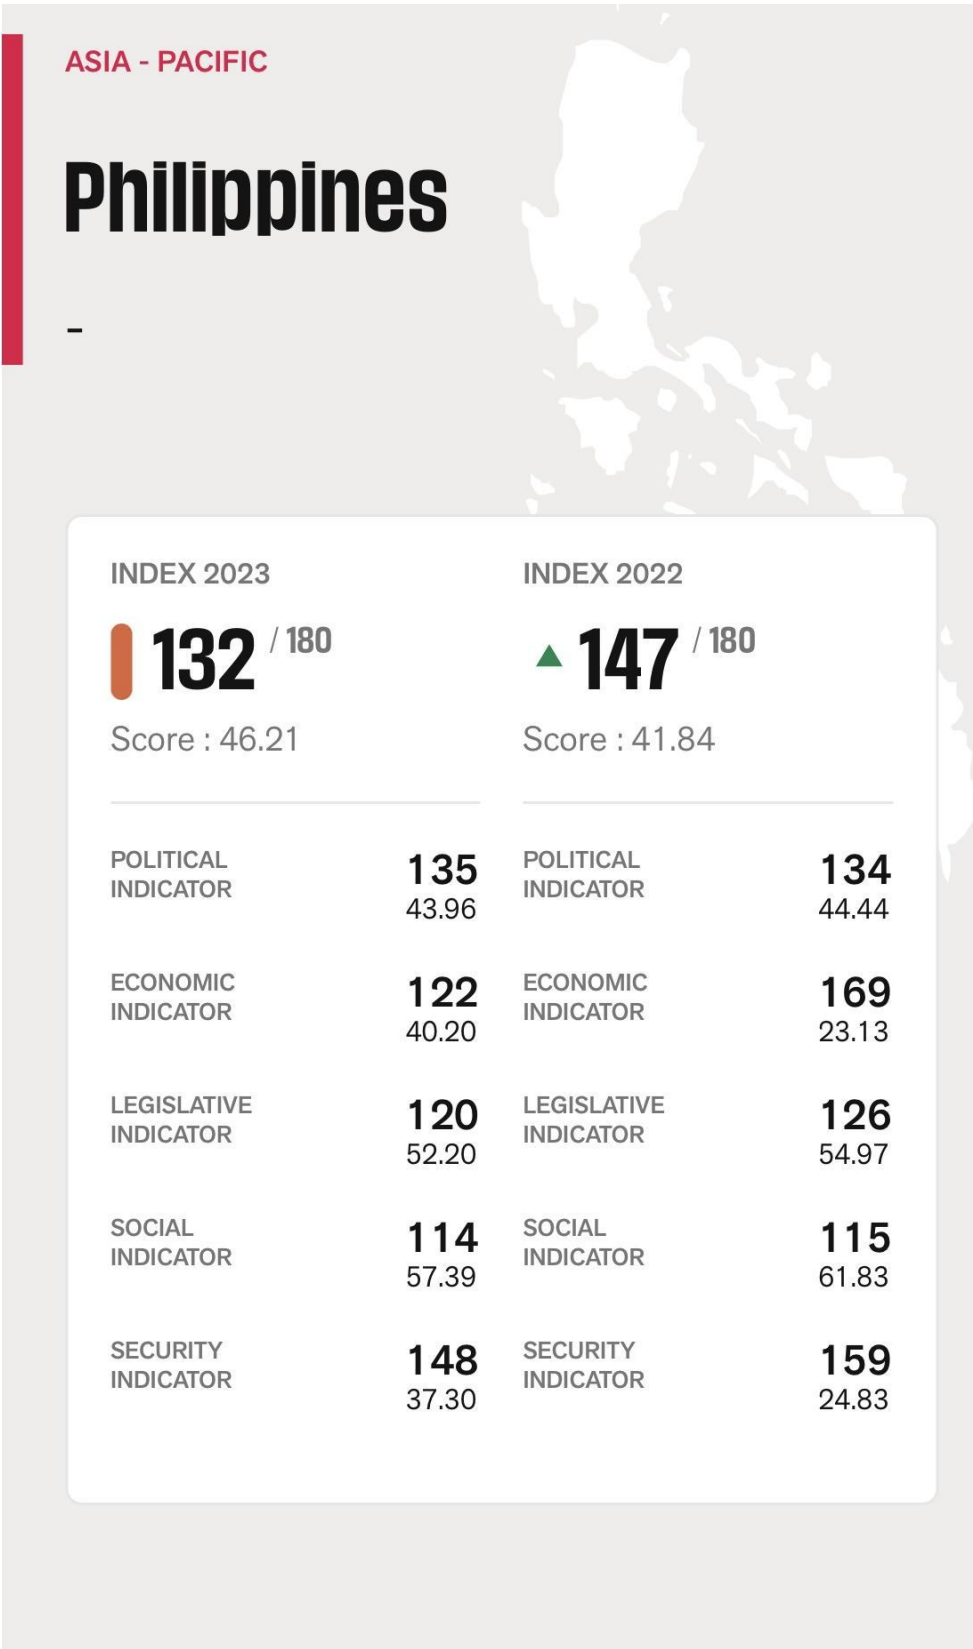 ASIA - PACIFIC
Philippines
-
INDEX 2023
132 / 180
Score : 46.21
POLITICAL
INDICATOR
135
43.96
ECONOMIC
INDICATOR
122
40.20
LEGISLATIVE
INDICATOR
120
52.20
SOCIAL
INDICATOR
114
57.39
SECURITY
INDICATOR
148
37.30
INDEX 2022
147 / 180
Score : 41.84
POLITICAL
INDICATOR
134
44.44
ECONOMIC
INDICATOR
169
23.13
LEGISLATIVE
INDICATOR
126
54.97
SOCIAL
INDICATOR
115
61.83
SECURITY
INDICATOR
159
24.83